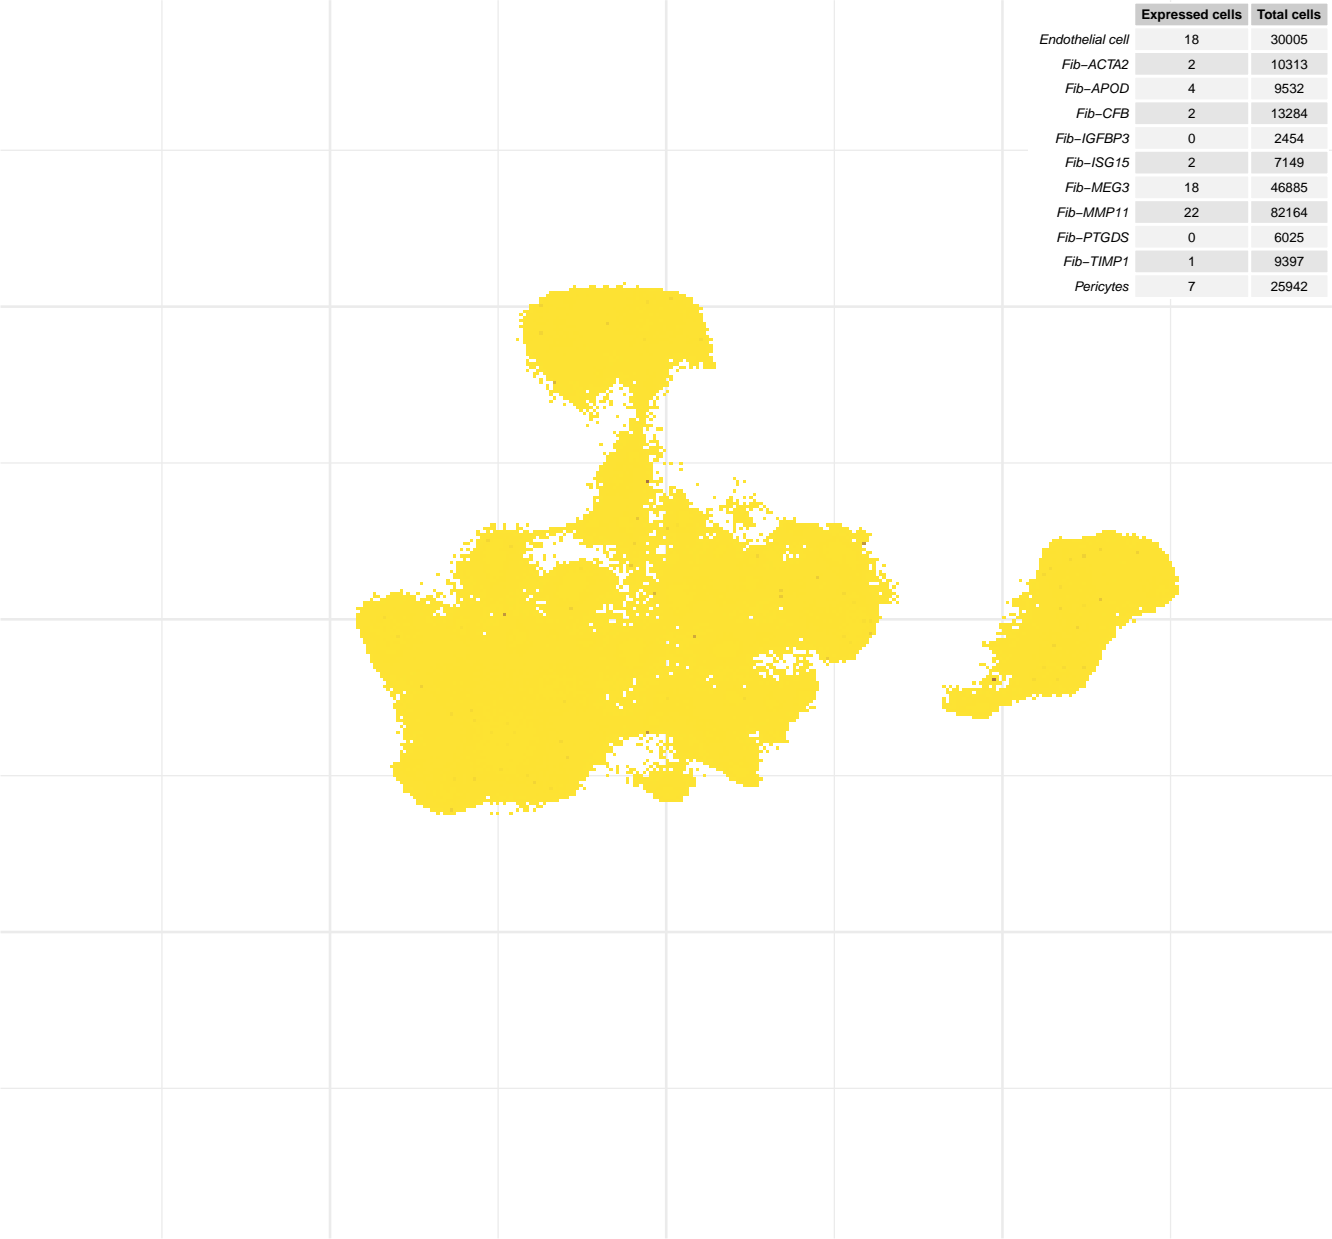 Expressed cells Total cells
Endothelial cell 18 30005
Fib−ACTA2 2 10313
Fib−APOD 4 9532
Fib−CFB 2 13284
Fib−IGFBP3 0 2454
Fib−ISG15 2 7149
Fib−MEG3 18 46885
Fib−MMP11 22 82164
Fib−PTGDS 0 6025
Fib−TIMP1 1 9397
Pericytes 7 25942